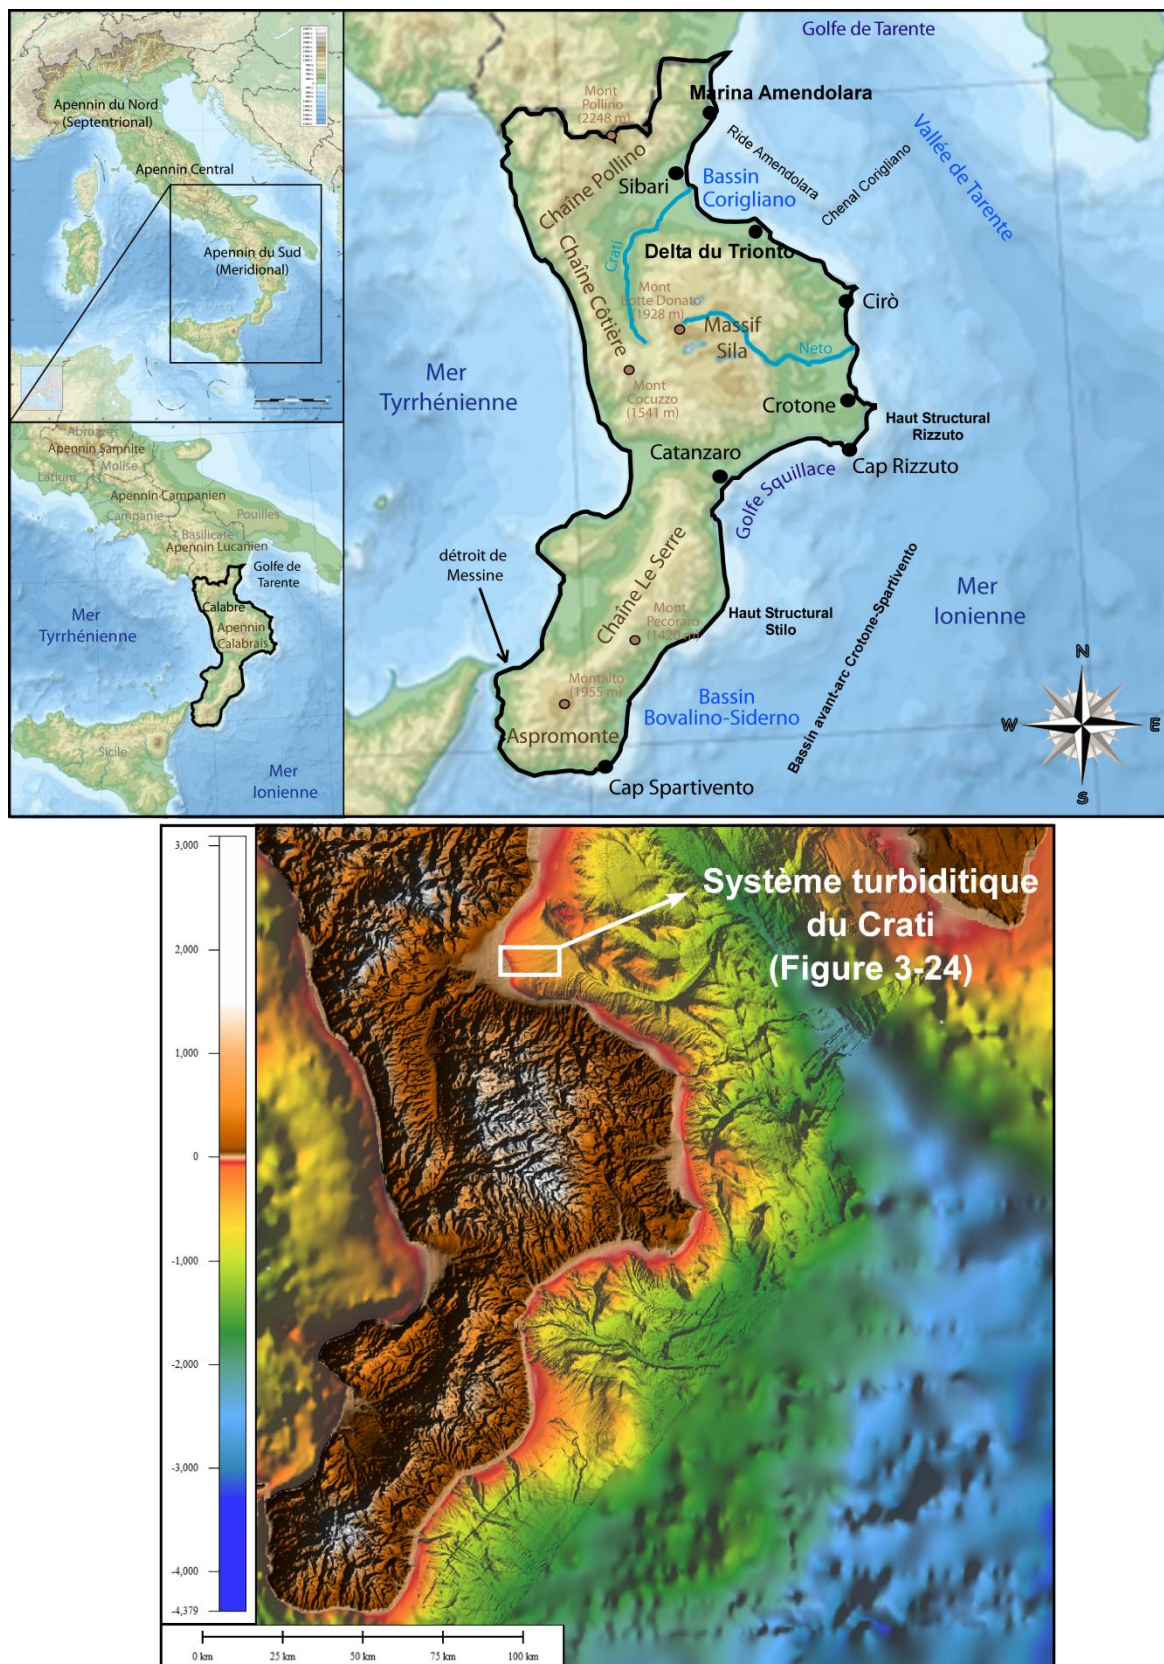 Apennin du Nord
(Septentrional)
Apennin Central
Apennin du Sud
(Meridional)
Abruzzes
Apennin Samnite
Molise
Latium
Apennin Campanien
Campanie
Pouilles
Basilicate
Apennin Lucanien
Golfe de
Tarente
Calabre
Mer
Tyrrhénienne
Apennin
Calabrais
Sicile
Mer
Ionienne
Golfe de Tarente
Mont
Pollino
(2248 m)
Marina Amendolara
Ride Amendolara
Vallée de Tarente
Chaîne Pollino
Sibari
Bassin
Corigliano
Chenal Corigliano
Crati
Delta du Trionto
Chaîne Côtière
Mont
Botte Donato
(1928 m)
Massif
Sila
Cirò
Neto
Mer
Tyrrhénienne
Mont
Cocuzzo
(1541 m)
Crotone
Haut Structural
Rizzuto
Catanzaro
Cap Rizzuto
Golfe Squillace
détroit de
Messine
Chaîne Le Serre
Mer
Ionienne
Haut Structural
Stilo
Mont
Pecoraro
(1420 m)
Bassin avant-arc Crotone-Spartivento
Montalto
(1955 m)
Bassin
Bovalino-Siderno
Aspromonte
Cap Spartivento
N
W
E
S
3,000
2,000
1,000
0
-1,000
-2,000
-3,000
-4,000
-4,379
Système turbiditique
du Crati
(Figure 3-24)
0 km
25 km
50 km
75 km
100 km